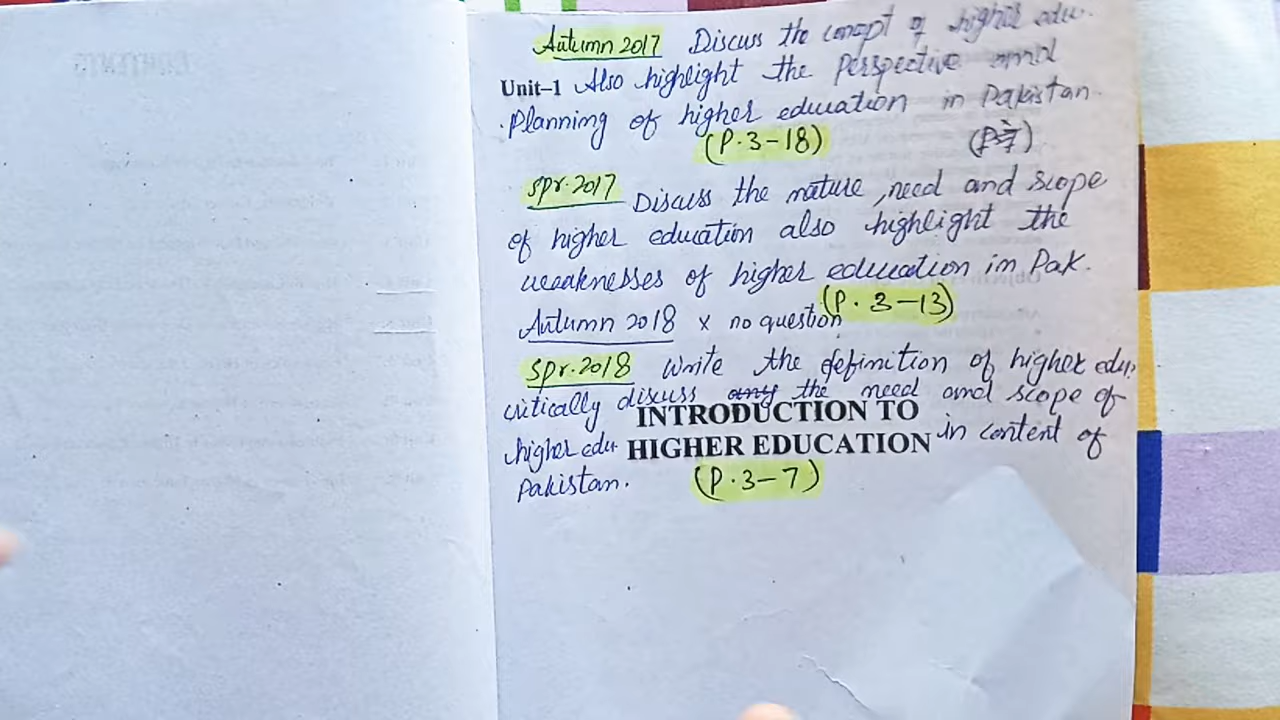 Autumn 2017 Discuss the concept of higher edu.
Unit–1 Also highlight the Perspective and
Planning of higher education in Pakistan.
(P.3-18)
Spr.2017 Discuss the nature, need and scope
of higher education also highlight the
weaknesses of higher education in Pak.
(P.3-13)
Autumn 2018 x no question
Spr.2018 Write the definition of higher edu,
critically discuss any the need and scope of
INTRODUCTION TO
higher edu HIGHER EDUCATION in content of
Pakistan. (P.3-7)